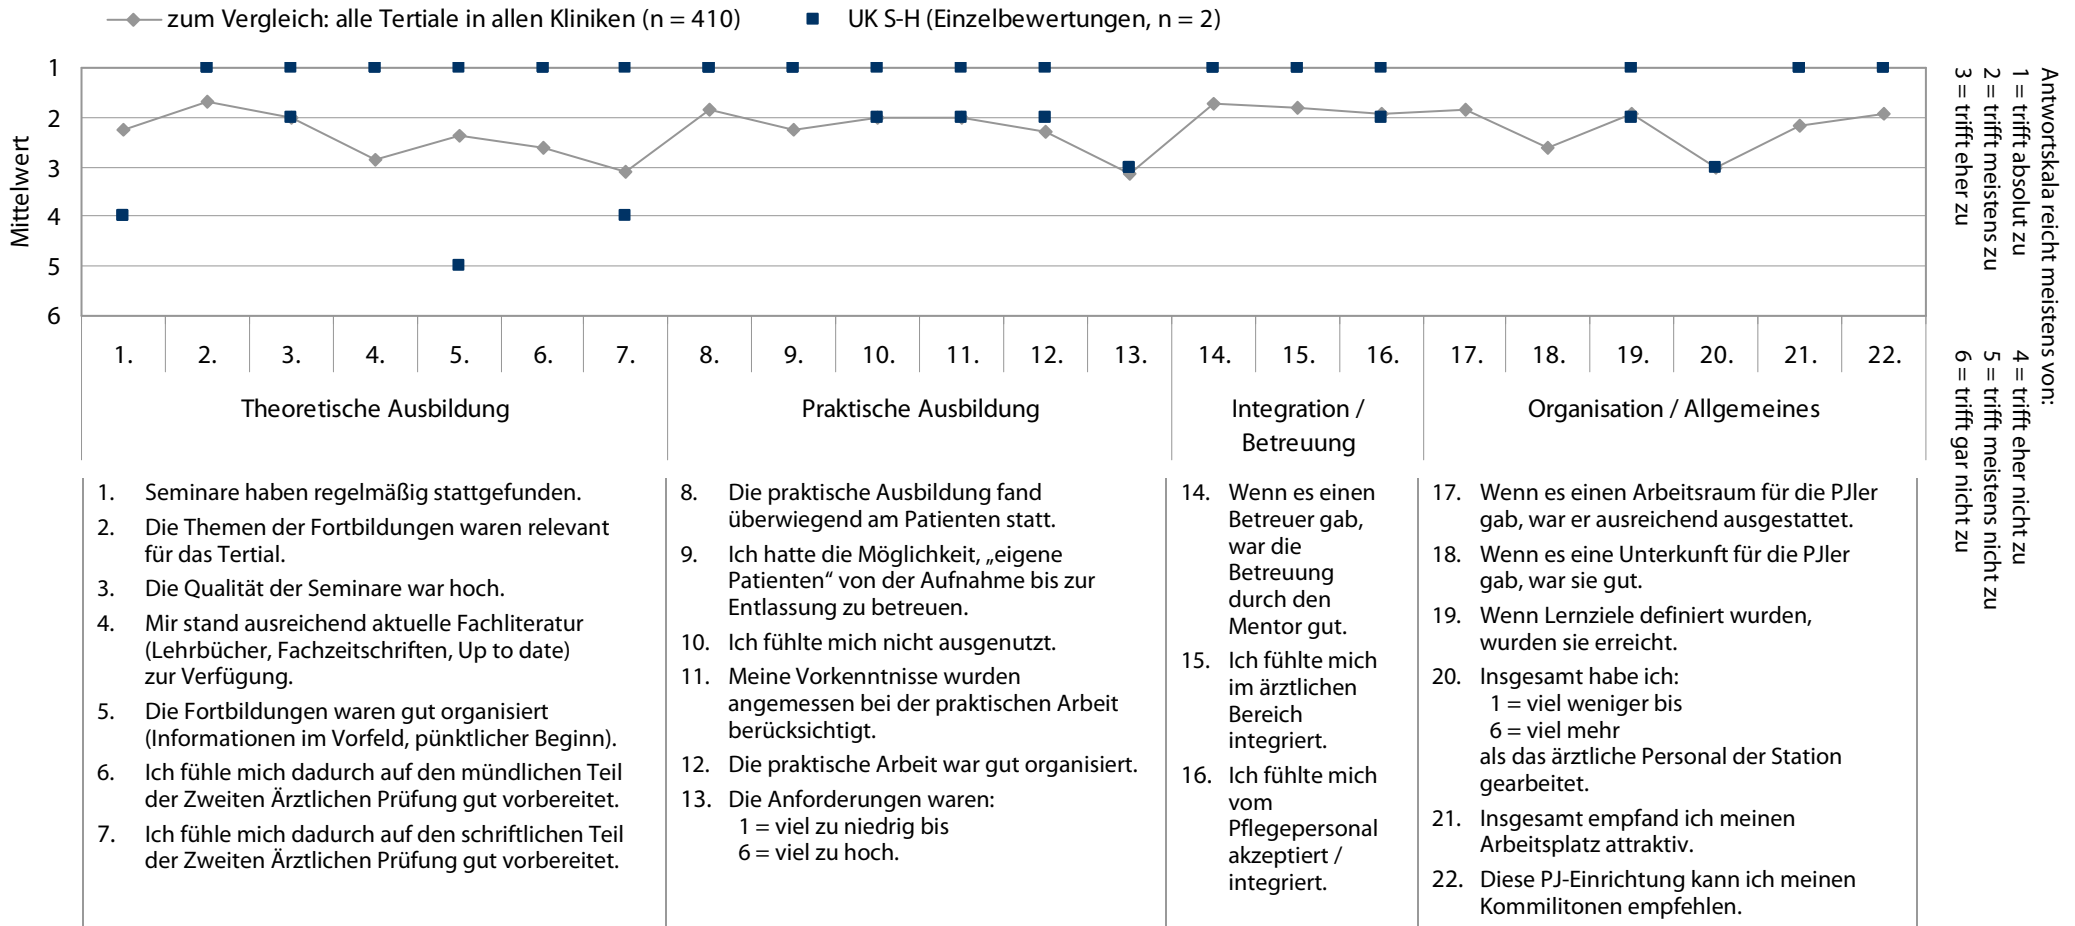 zum Vergleich: alle Tertiale in allen Kliniken (n = 410)
UK S-H (Einzelbewertungen, n = 2)
Mittelwert
1
2
3
4
5
6
1. 2. 3. 4. 5. 6. 7. 8. 9. 10. 11. 12. 13. 14. 15. 16. 17. 18. 19. 20. 21. 22.
Theoretische Ausbildung
Praktische Ausbildung
Integration /
Betreuung
Organisation / Allgemeines
Antwortskala reicht meistens von:
1 = trifft absolut zu
2 = trifft meistens zu
3 = trifft eher zu
4 = trifft eher nicht zu
5 = trifft meistens nicht zu
6 = trifft gar nicht zu
1. Seminare haben regelmäßig stattgefunden.
2. Die Themen der Fortbildungen waren relevant
für das Tertial.
3. Die Qualität der Seminare war hoch.
4. Mir stand ausreichend aktuelle Fachliteratur
(Lehrbücher, Fachzeitschriften, Up to date)
zur Verfügung.
5. Die Fortbildungen waren gut organisiert
(Informationen im Vorfeld, pünktlicher Beginn).
6. Ich fühle mich dadurch auf den mündlichen Teil
der Zweiten Ärztlichen Prüfung gut vorbereitet.
7. Ich fühle mich dadurch auf den schriftlichen Teil
der Zweiten Ärztlichen Prüfung gut vorbereitet.
8. Die praktische Ausbildung fand
überwiegend am Patienten statt.
9. Ich hatte die Möglichkeit, „eigene
Patienten“ von der Aufnahme bis zur
Entlassung zu betreuen.
10. Ich fühlte mich nicht ausgenutzt.
11. Meine Vorkenntnisse wurden
angemessen bei der praktischen Arbeit
berücksichtigt.
12. Die praktische Arbeit war gut organisiert.
13. Die Anforderungen waren:
1 = viel zu niedrig bis
6 = viel zu hoch.
14. Wenn es einen
Betreuer gab,
war die
Betreuung
durch den
Mentor gut.
15. Ich fühlte mich
im ärztlichen
Bereich
integriert.
16. Ich fühlte mich
vom
Pflegepersonal
akzeptiert /
integriert.
17. Wenn es einen Arbeitsraum für die PJler
gab, war er ausreichend ausgestattet.
18. Wenn es eine Unterkunft für die PJler
gab, war sie gut.
19. Wenn Lernziele definiert wurden,
wurden sie erreicht.
20. Insgesamt habe ich:
1 = viel weniger bis
6 = viel mehr
als das ärztliche Personal der Station
gearbeitet.
21. Insgesamt empfand ich meinen
Arbeitsplatz attraktiv.
22. Diese PJ-Einrichtung kann ich meinen
Kommilitonen empfehlen.